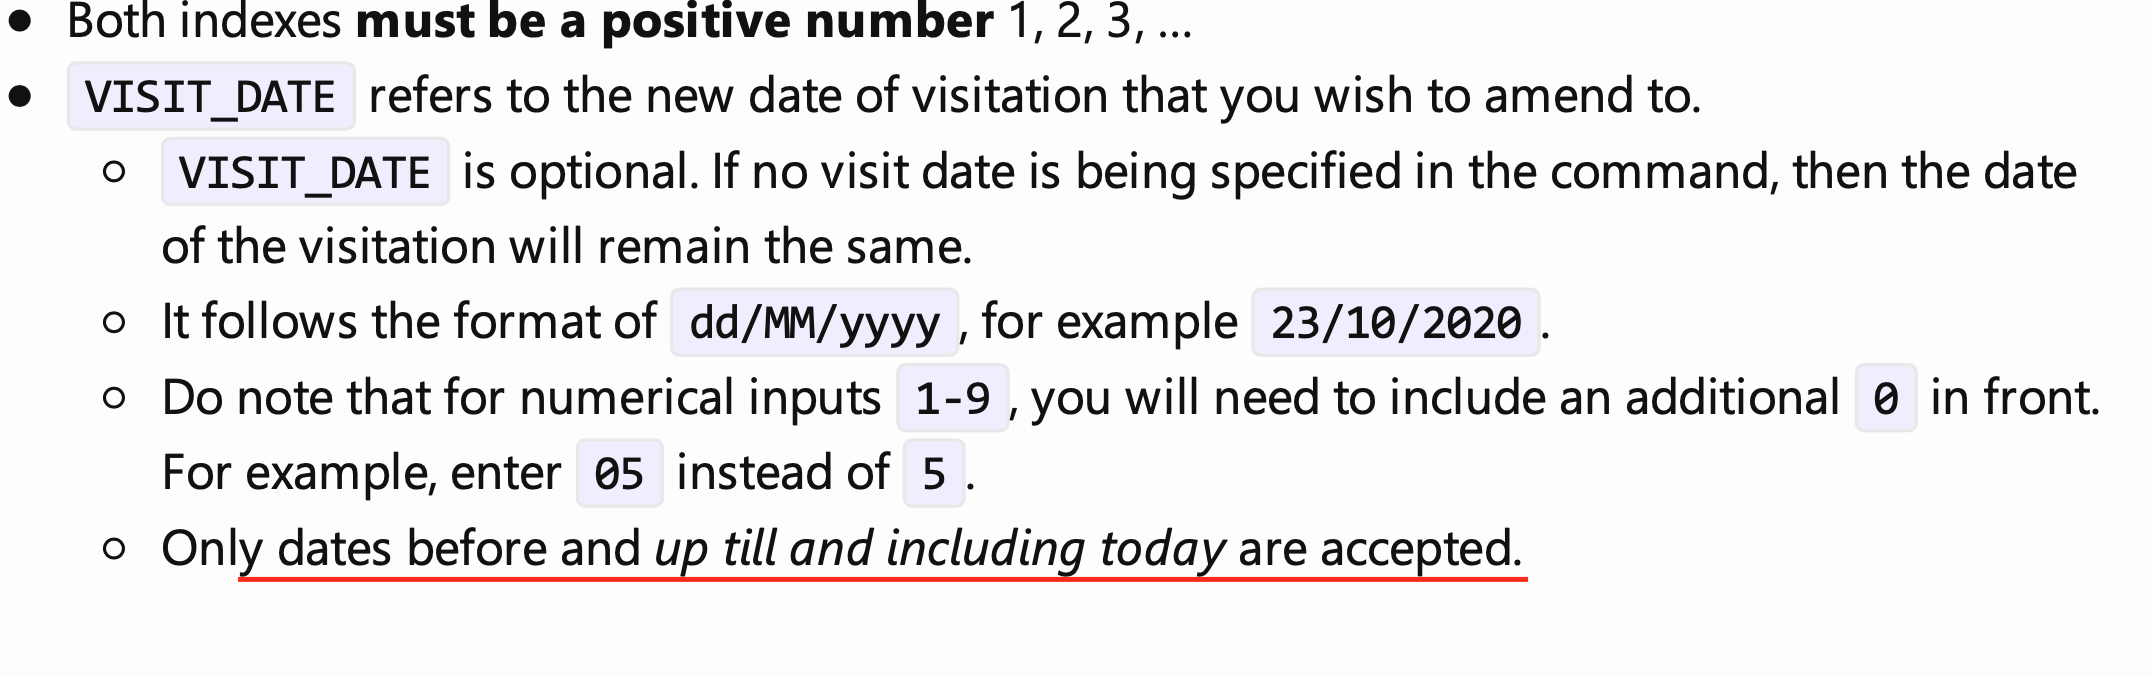 • Both indexes must be a positive number 1, 2, 3, ...
• VISIT_DATE refers to the new date of visitation that you wish to amend to.
○ VISIT_DATE is optional. If no visit date is being specified in the command, then the date
of the visitation will remain the same.
○ It follows the format of dd/MM/yyyy, for example 23/10/2020.
○ Do note that for numerical inputs 1-9, you will need to include an additional 0 in front.
For example, enter 05 instead of 5.
○ Only dates before and up till and including today are accepted.